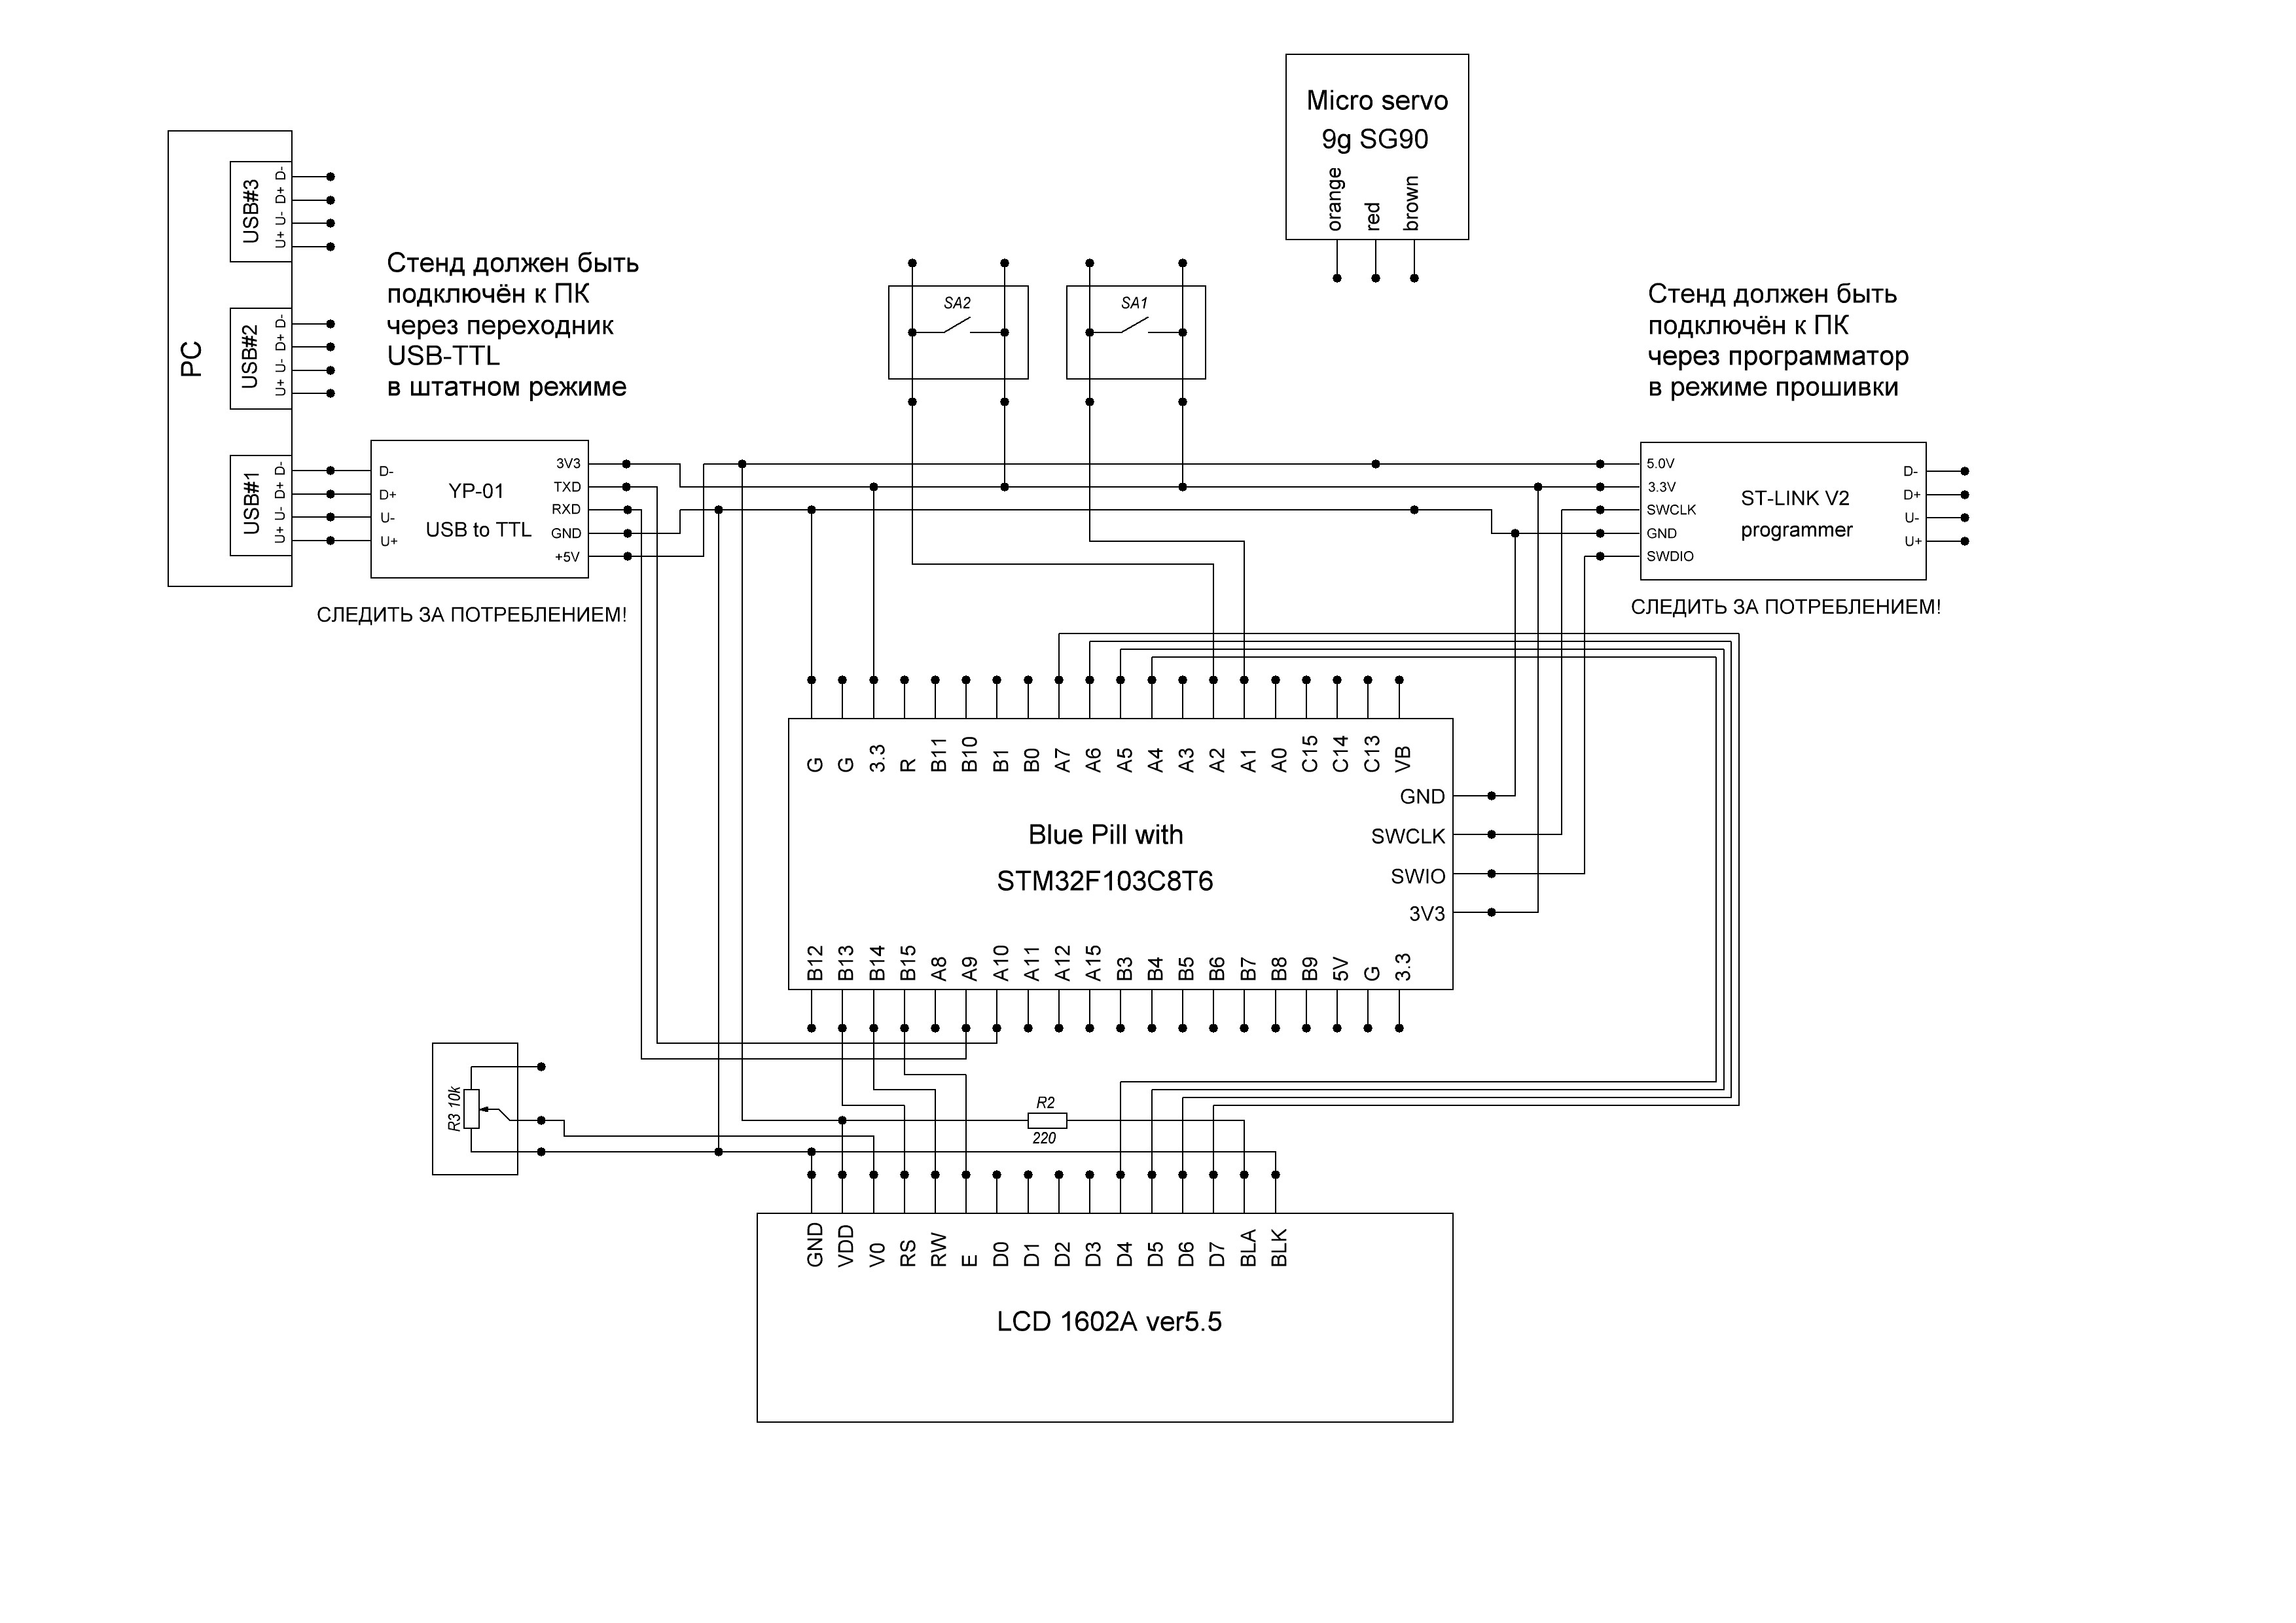 Micro servo
9g SG90
orange
red
brown
PC
USB#3
D-
D+
U-
U+
USB#2
D-
D+
U-
U+
USB#1
D-
D+
U-
U+
Стенд должен быть
подключён к ПК
через переходник
USB-TTL
в штатном режиме
SA2
SA1
Стенд должен быть
подключён к ПК
через программатор
в режиме прошивки
D-
D+
U-
U+
YP-01
USB to TTL
3V3
TXD
RXD
GND
+5V
СЛЕДИТЬ ЗА ПОТРЕБЛЕНИЕМ!
5.0V
3.3V
SWCLK
GND
SWDIO
ST-LINK V2
programmer
D-
D+
U-
U+
СЛЕДИТЬ ЗА ПОТРЕБЛЕНИЕМ!
G G 3.3 R B11 B10 B1 B0 A7 A6 A5 A4 A3 A2 A1 A0 C15 C14 C13 VB
GND
SWCLK
SWIO
3V3
Blue Pill with
STM32F103C8T6
B12 B13 B14 B15 A8 A9 A10 A11 A12 A15 B3 B4 B5 B6 B7 B8 B9 5V G 3.3
R3 10k
R2
220
GND VDD V0 RS RW E D0 D1 D2 D3 D4 D5 D6 D7 BLA BLK
LCD 1602A ver5.5